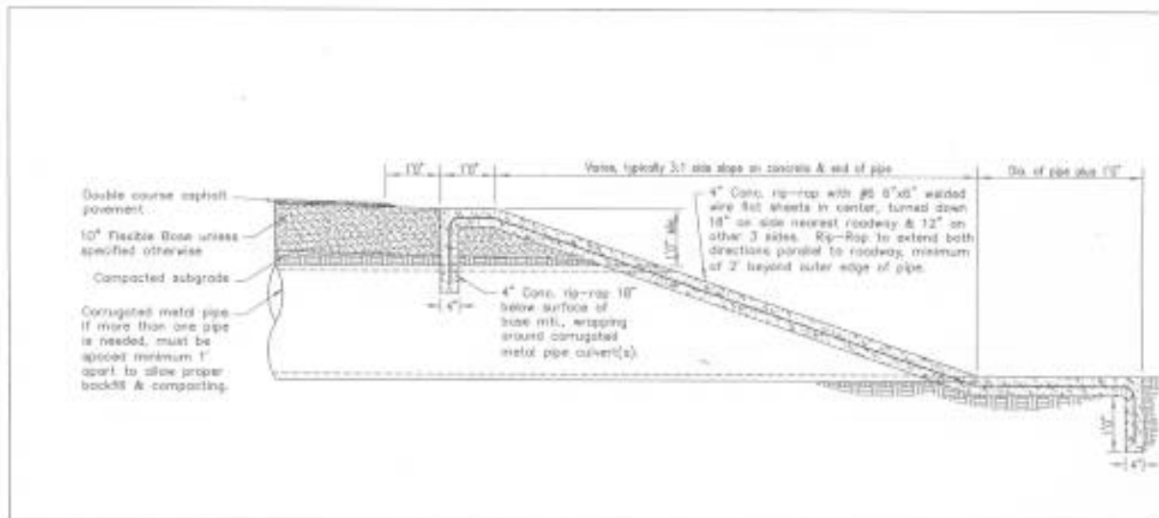 1'0"
1'0"
Varies, typically 3:1 side slope on concrete & end of pipe
Dia. of pipe plus 1'0"
Double course asphalt
pavement
10" Flexible Base unless
specified otherwise
Compacted subgrade
Corrugated metal pipe
If more than one pipe
is needed, must be
spaced minimum 1'
apart to allow proper
backfill & compacting.
4"
4" Conc. rip-rap 18"
below surface of
base mtl., wrapping
around corrugated
metal pipe culvert(s).
1'0" Min.
4" Conc. rip-rap with #6 6"x6" welded
wire flat sheets in center, turned down
18" on side nearest roadway & 12" on
other 3 sides. Rip-Rap to extend both
directions parallel to roadway, minimum
of 2' beyond outer edge of pipe.
1'0"
4"